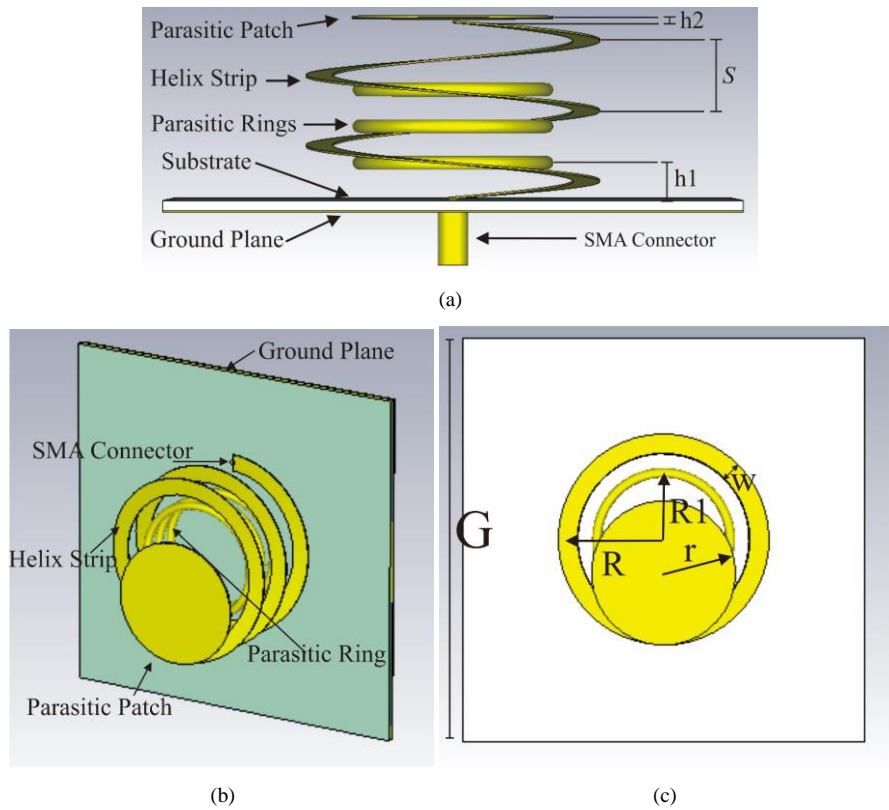 Parasitic Patch
h2
Helix Strip
S
Parasitic Rings
Substrate
h1
Ground Plane
SMA Connector
(a)
Ground Plane
SMA Connector
Helix Strip
Parasitic Ring
Parasitic Patch
(b)
G
W
R1
R
r
(c)